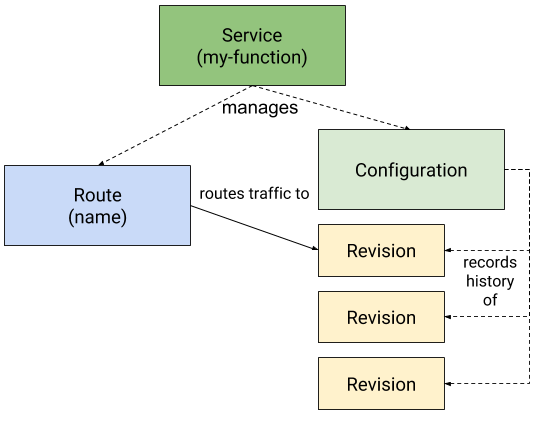 Service
(my-function)
manages
Configuration
Route
(name)
routes traffic to
Revision
records
history
of
Revision
Revision